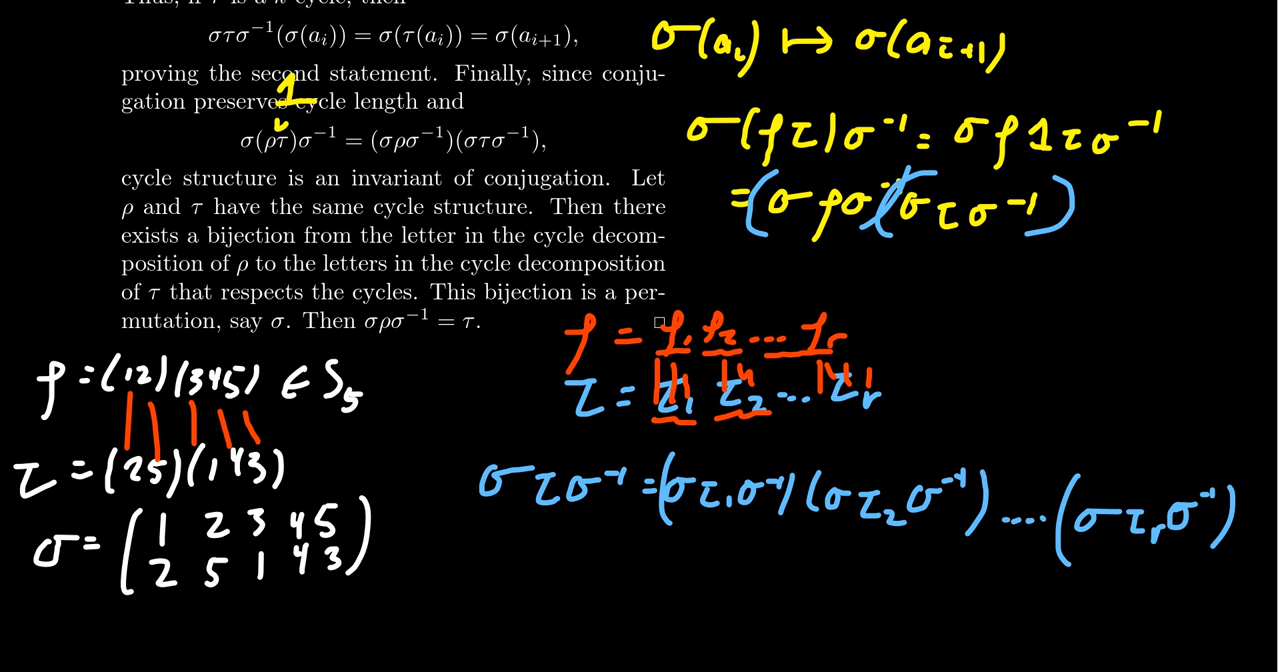 Thus, if τ is a k-cycle, then
στσ⁻¹(σ(aᵢ)) = σ(τ(aᵢ)) = σ(aᵢ₊₁),
proving the second statement. Finally, since conju-
gation preserves cycle length and
1
σ(ρτ)σ⁻¹ = (σρσ⁻¹)(στσ⁻¹),
cycle structure is an invariant of conjugation. Let
ρ and τ have the same cycle structure. Then there
exists a bijection from the letter in the cycle decom-
position of ρ to the letters in the cycle decomposition
of τ that respects the cycles. This bijection is a per-
mutation, say σ. Then σρσ⁻¹ = τ. □
σ(aᵢ) ↦ σ(aᵢ₊₁)
σ(ρτ)σ⁻¹ = σρ1τσ⁻¹
= (σρσ⁻¹)(στσ⁻¹)
ρ = ρ₁ ρ₂ ... ρᵣ
τ = τ₁ τ₂ ... τᵣ
στσ⁻¹ = (στ₁σ⁻¹)(στ₂σ⁻¹) .... (στᵣσ⁻¹)
ρ = (12)(345) ∈ S₅
τ = (25)(143)
σ = (1 2 3 4 5
2 5 1 4 3)